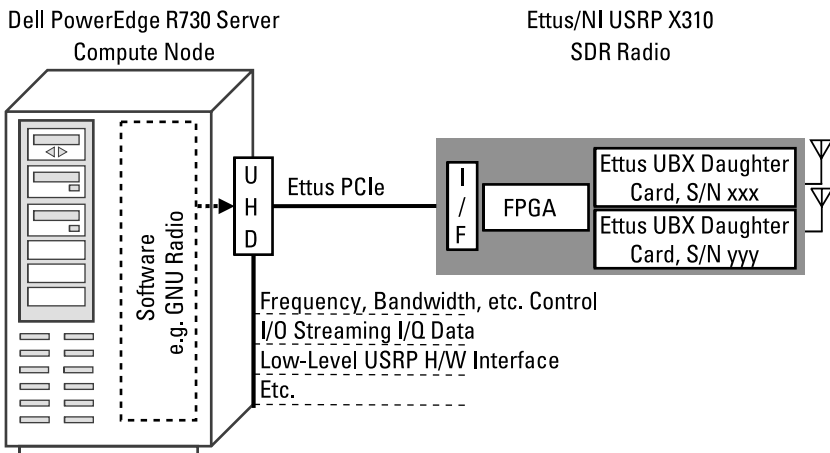 Dell PowerEdge R730 Server
Compute Node
Ettus/NI USRP X310
SDR Radio
Software
e.g. GNU Radio
U
H
D
Ettus PCIe
I
/
F
FPGA
Ettus UBX Daughter
Card, S/N xxx
Ettus UBX Daughter
Card, S/N yyy
Frequency, Bandwidth, etc. Control
I/O Streaming I/Q Data
Low-Level USRP H/W Interface
Etc.